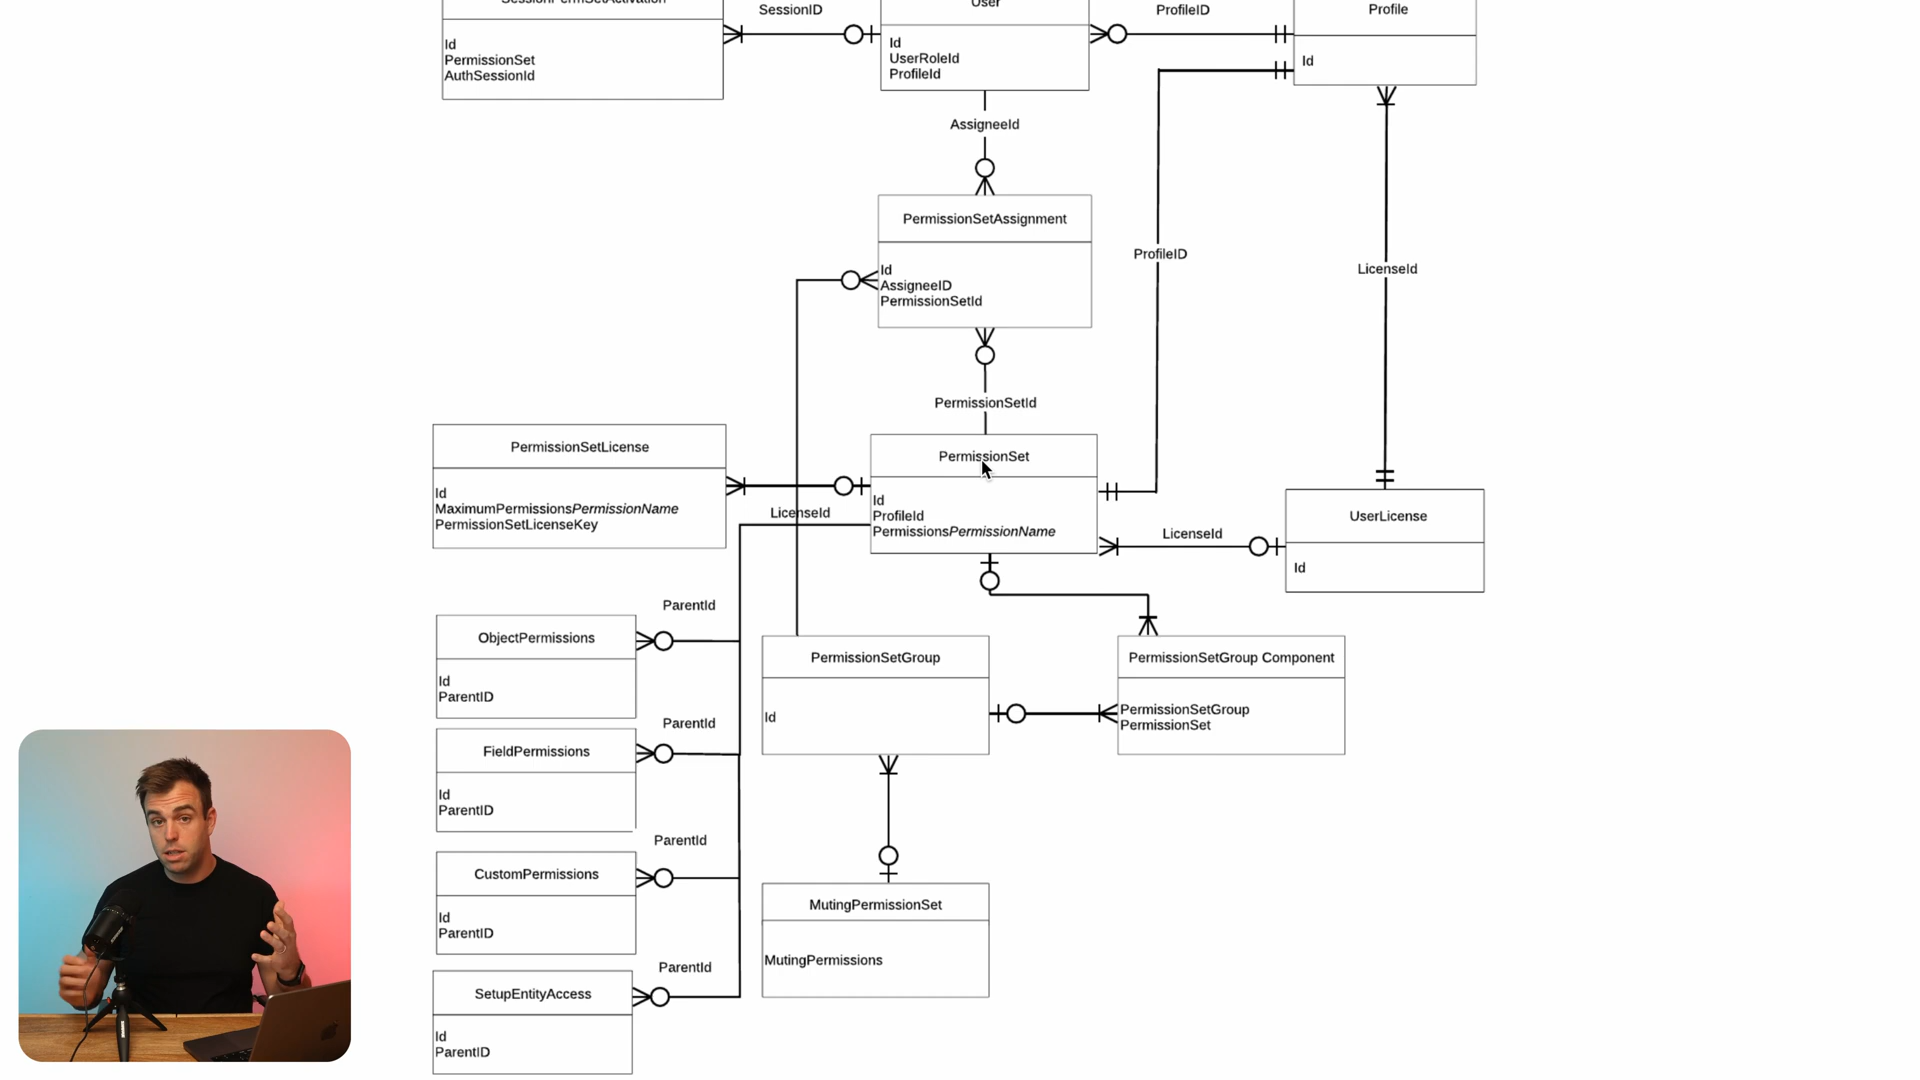 SessionPermSetActivation
Id
PermissionSet
AuthSessionId
SessionID
User
Id
UserRoleId
ProfileId
ProfileID
Profile
Id
AssigneeId
PermissionSetAssignment
Id
AssigneeID
PermissionSetId
ProfileID
LicenseId
PermissionSetId
PermissionSetLicense
Id
MaximumPermissionsPermissionName
PermissionSetLicenseKey
LicenseId
PermissionSet
Id
ProfileId
PermissionsPermissionName
LicenseId
UserLicense
Id
ParentId
ObjectPermissions
Id
ParentID
PermissionSetGroup
Id
PermissionSetGroup Component
PermissionSetGroup
PermissionSet
ParentId
FieldPermissions
Id
ParentID
ParentId
CustomPermissions
Id
ParentID
MutingPermissionSet
MutingPermissions
ParentId
SetupEntityAccess
Id
ParentID